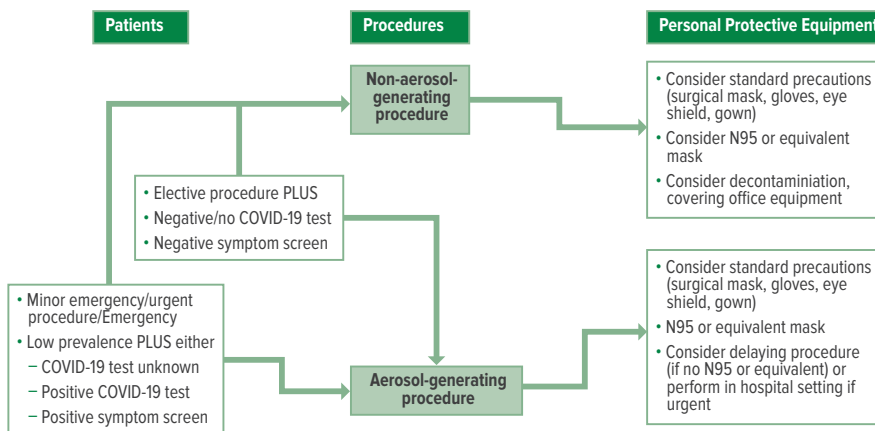 Patients
Procedures
Personal Protective Equipment
Non-aerosol-
generating
procedure
• Consider standard precautions
(surgical mask, gloves, eye
shield, gown)
• Consider N95 or equivalent
mask
• Consider decontaminiation,
covering office equipment
• Elective procedure PLUS
• Negative/no COVID-19 test
• Negative symptom screen
• Minor emergency/urgent
procedure/Emergency
• Low prevalence PLUS either
– COVID-19 test unknown
– Positive COVID-19 test
– Positive symptom screen
Aerosol-generating
procedure
• Consider standard precautions
(surgical mask, gloves, eye
shield, gown)
• N95 or equivalent mask
• Consider delaying procedure
(if no N95 or equivalent) or
perform in hospital setting if
urgent